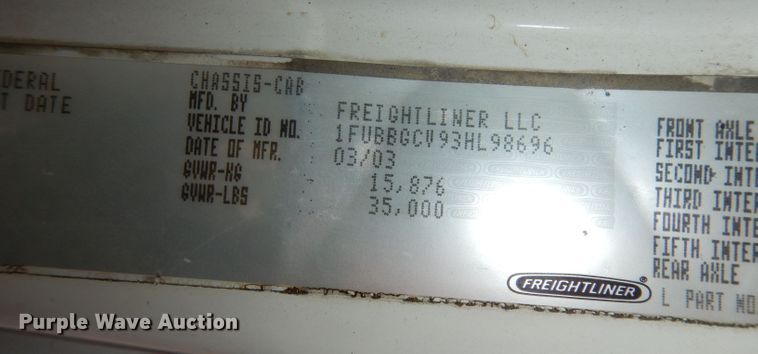 DERAL
T DATE
CHASSIS-CAB
MFD. BY FREIGHTLINER LLC
VEHICLE ID NO. 1FUBBGCV93HL98696
DATE OF MFR. 03/03
GVWR-KG 15,876
GVWR-LBS 35,000
FRONT AXLE
FIRST INTE
SECOND INT
THIRD INTE
FOURTH INTE
FIFTH INTER
REAR AXLE
FREIGHTLINER®
L PART NO
Purple Wave Auction